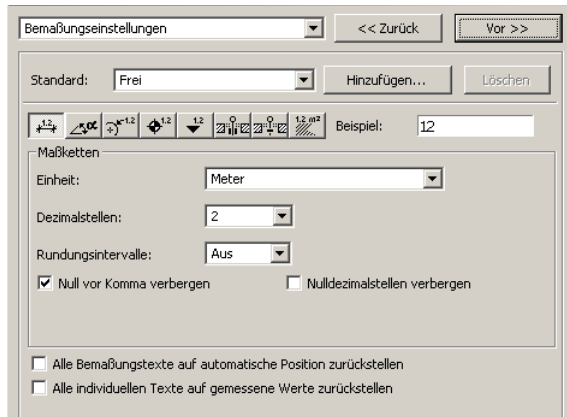 Bemaßungseinstellungen << Zurück Vor >>
Standard: Frei Hinzufügen... Löschen
1.2 α 1.2 1.2 1.2 1.2 m² Beispiel: 12
Maßketten
Einheit: Meter
Dezimalstellen: 2
Rundungsintervalle: Aus
Null vor Komma verbergen Nulldezimalstellen verbergen
Alle Bemaßungstexte auf automatische Position zurückstellen
Alle individuellen Texte auf gemessene Werte zurückstellen